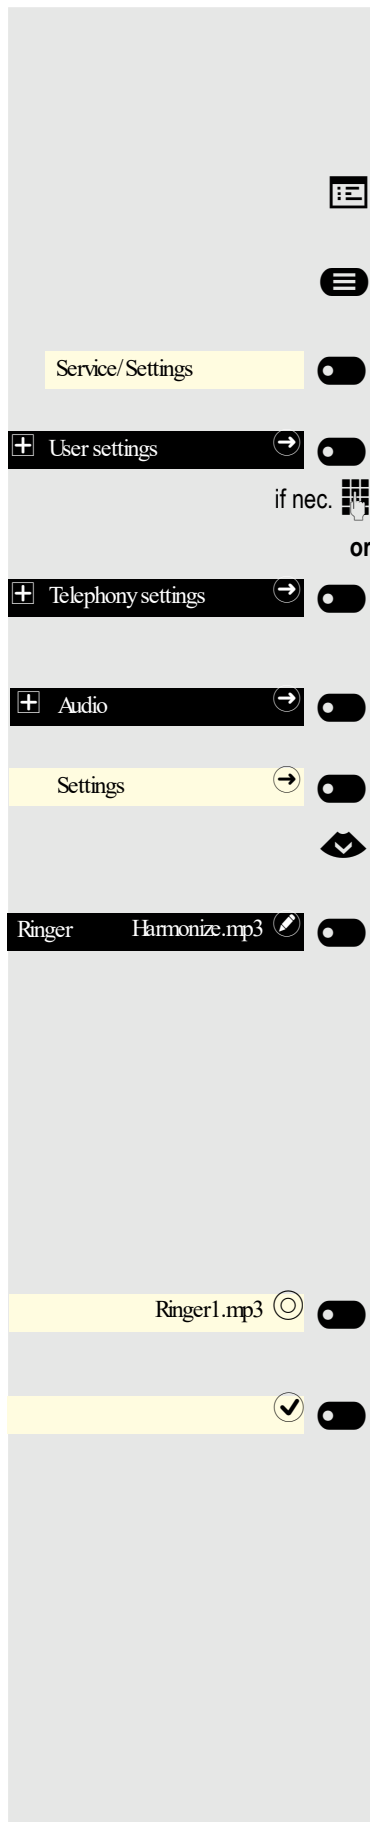 Service/Settings
User settings
if nec.
or
Telephony settings
Audio
Settings
Ringer Harmonize.mp3
Ringer1.mp3